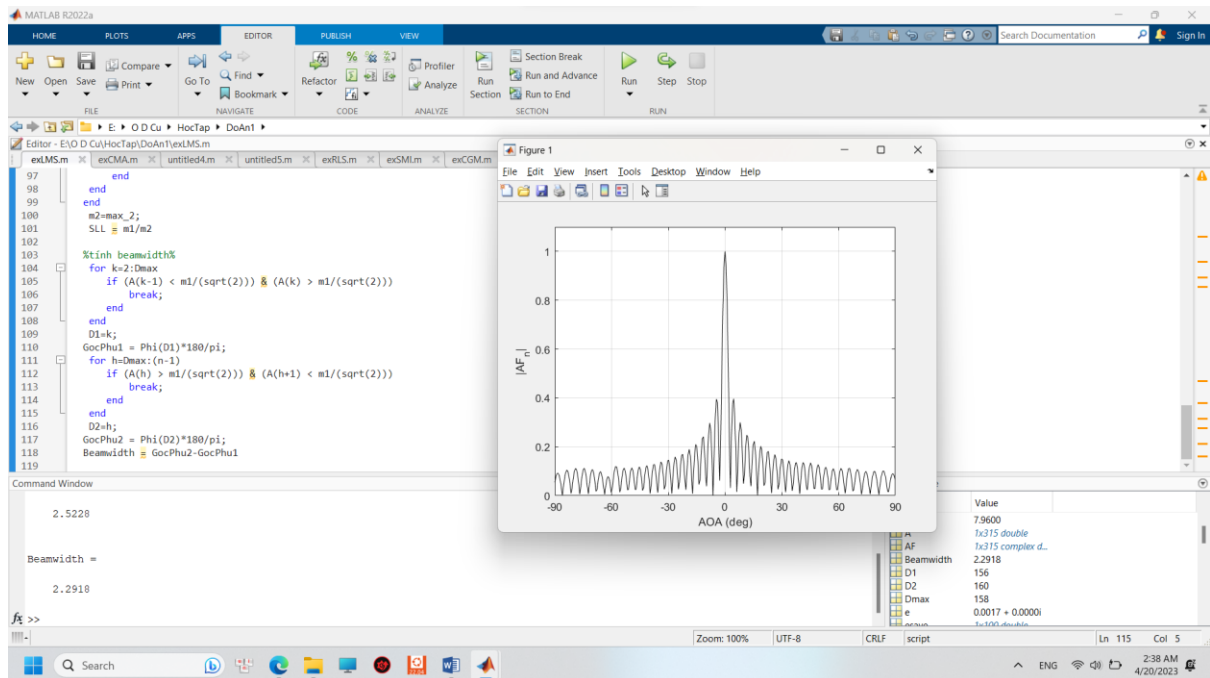 MATLAB R2022a
HOME PLOTS APPS EDITOR PUBLISH VIEW Search Documentation Sign In
New Open Save Compare Print Go To Find Bookmark Refactor Profiler Analyze Run Section Section Break Run and Advance Run to End Run Step Stop
FILE NAVIGATE CODE ANALYZE SECTION RUN
E: O D Cu HocTap DoAn1
Editor - E:\O D Cu\HocTap\DoAn1\exLMS.m
exLMS.m exCMA.m untitled4.m untitled5.m exRLS.m exSMI.m exCGM.m
97 end
98 end
99 end
100 m2=max_2;
101 SLL = m1/m2
102
103 %tính beamwidth%
104 for k=2:Dmax
105 if (A(k-1) < m1/(sqrt(2))) & (A(k) > m1/(sqrt(2)))
106 break;
107 end
108 end
109 D1=k;
110 GocPhu1 = Phi(D1)*180/pi;
111 for h=Dmax:(n-1)
112 if (A(h) > m1/(sqrt(2))) & (A(h+1) < m1/(sqrt(2)))
113 break;
114 end
115 end
116 D2=h;
117 GocPhu2 = Phi(D2)*180/pi;
118 Beamwidth = GocPhu2-GocPhu1
119
Figure 1
File Edit View Insert Tools Desktop Window Help
1
0.8
0.6
0.4
0.2
0
|AFn|
-90 -60 -30 0 30 60 90
AOA (deg)
Command Window
2.5228
Beamwidth =
2.2918
fx >>
Value
7.9600
A 1x315 double
AF 1x315 complex d...
Beamwidth 2.2918
D1 156
D2 160
Dmax 158
e 0.0017 + 0.0000i
1x100 double
Zoom: 100% UTF-8 CRLF script Ln 115 Col 5
Search ENG 2:38 AM
4/20/2023